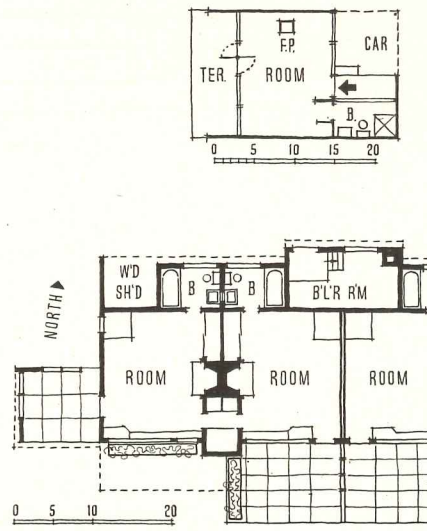 F.P.
CAR
TER.
ROOM
B.
0 5 10 15 20
W'D
SH'D
B
B
B'L'R R'M
NORTH
ROOM
ROOM
ROOM
0 5 10 20